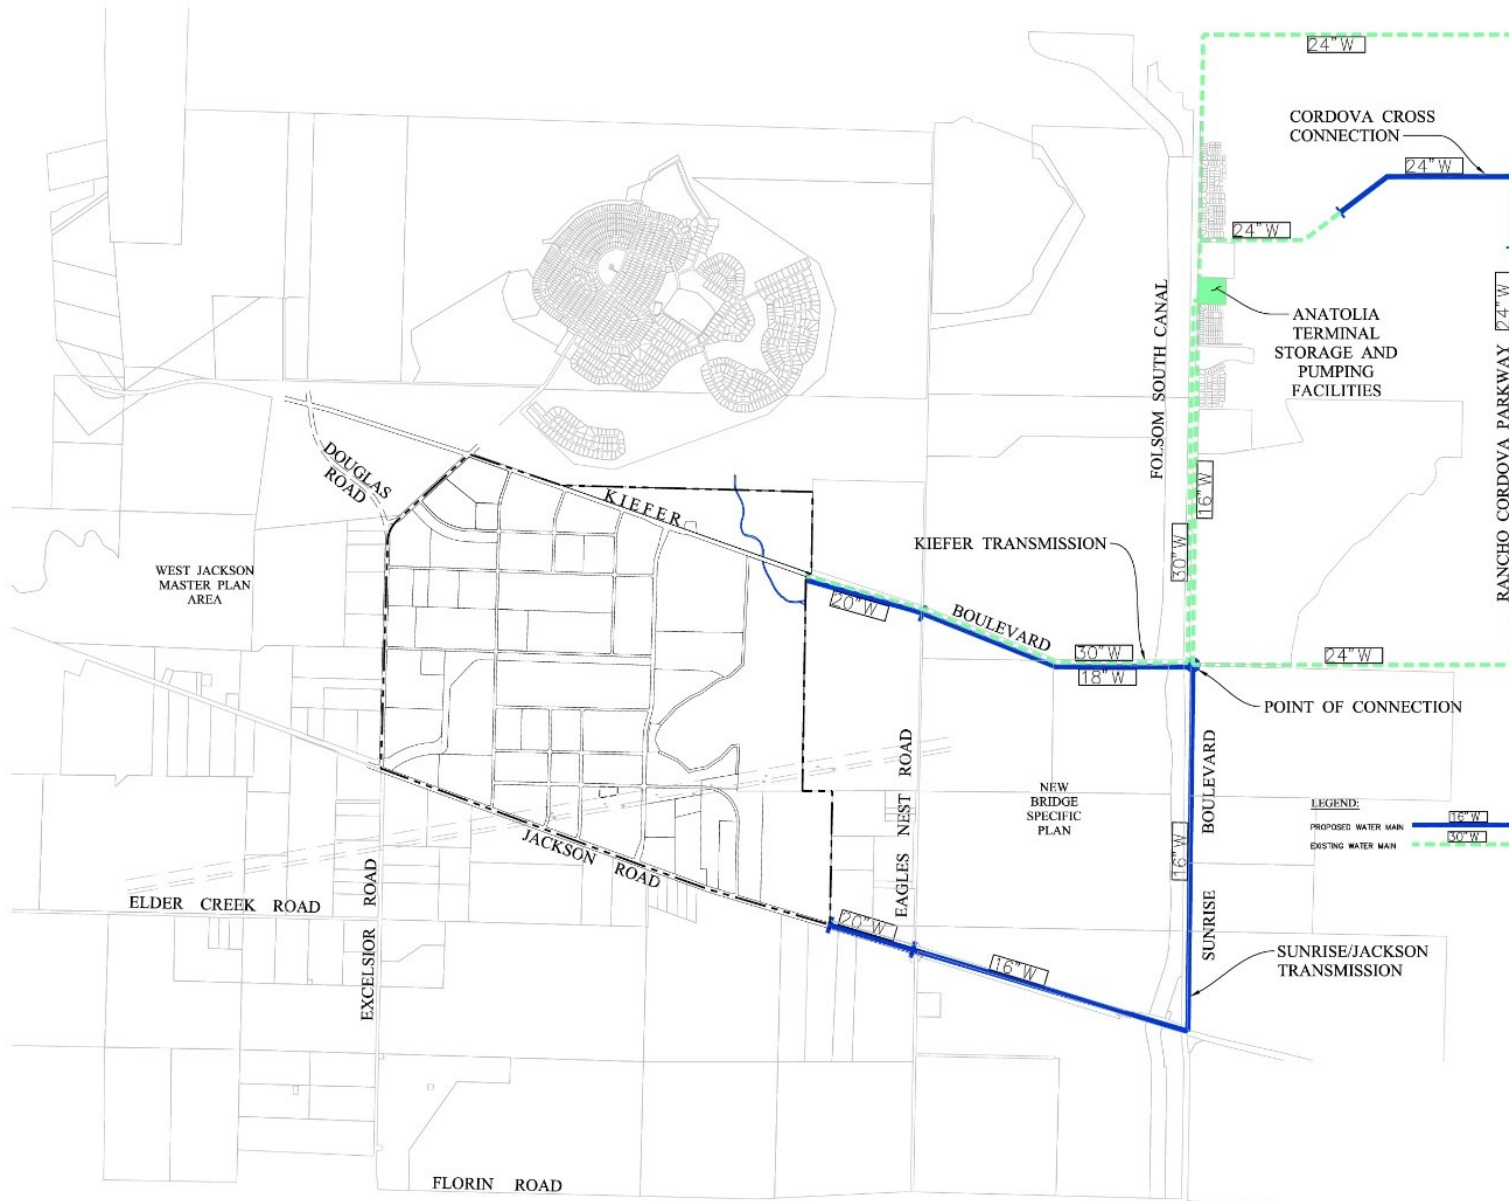 24"W
CORDOVA CROSS
CONNECTION
24"W
24"W
FOLSOM SOUTH CANAL
ANATOLIA
TERMINAL
STORAGE AND
PUMPING
FACILITIES
24"W
RANCHO CORDOVA PARKWAY
DOUGLAS
ROAD
KIEFER
16"W
30"W
KIEFER TRANSMISSION
WEST JACKSON
MASTER PLAN
AREA
20"W
BOULEVARD
30"W
18"W
24"W
POINT OF CONNECTION
EAGLES NEST ROAD
NEW
BRIDGE
SPECIFIC
PLAN
16"W
SUNRISE BOULEVARD
LEGEND:
PROPOSED WATER MAIN 16"W
EXISTING WATER MAIN 30"W
JACKSON ROAD
EXCELSIOR ROAD
ELDER CREEK ROAD
20"W
16"W
SUNRISE/JACKSON
TRANSMISSION
FLORIN ROAD